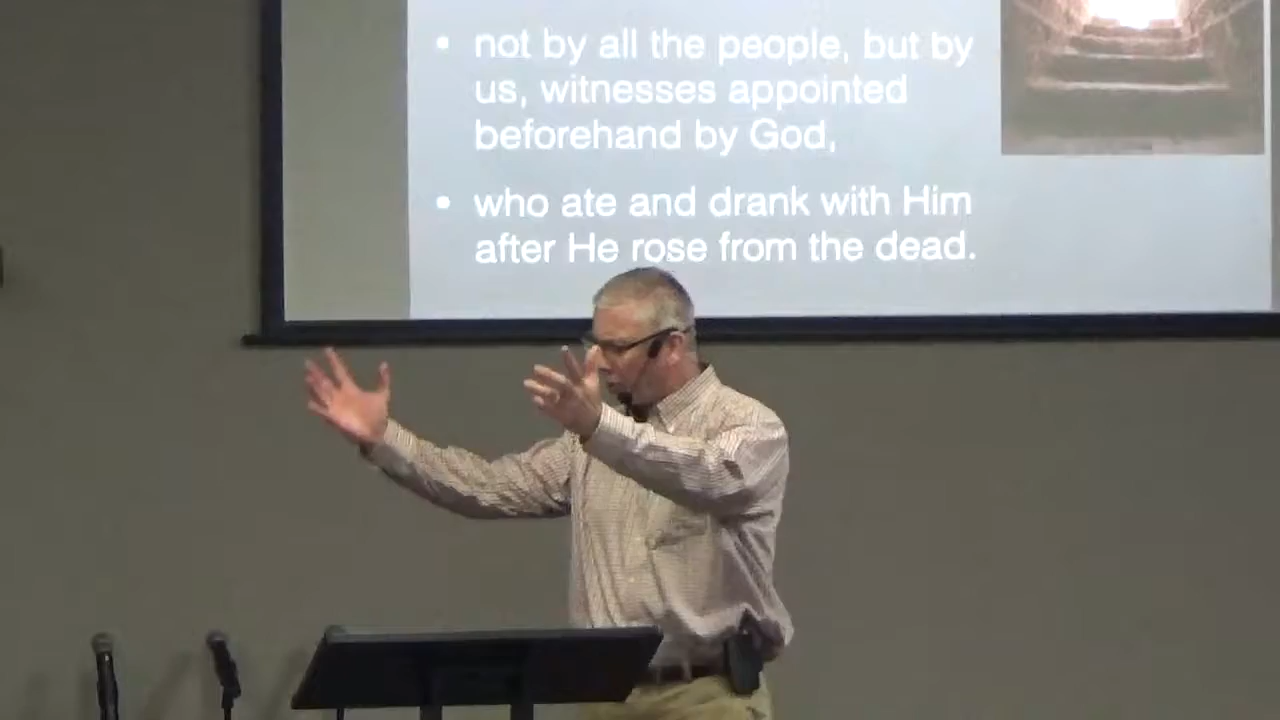 • not by all the people, but by
us, witnesses appointed
beforehand by God,
• who ate and drank with Him
after He rose from the dead.